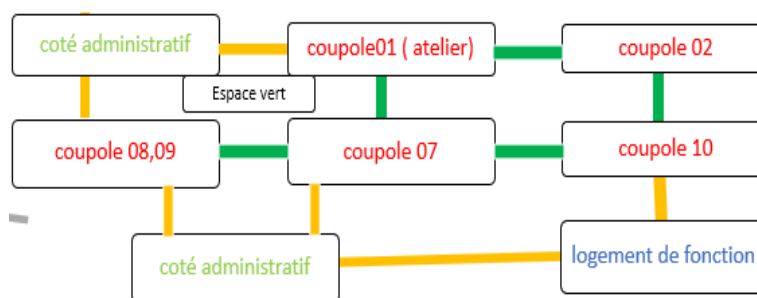 coté administratif
coupole01 ( atelier)
coupole 02
Espace vert
coupole 08,09
coupole 07
coupole 10
coté administratif
logement de fonction